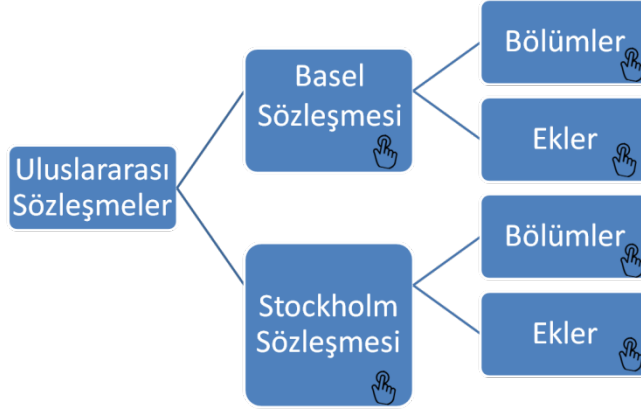 Uluslararası
Sözleşmeler
Basel
Sözleşmesi
Bölümler
Ekler
Stockholm
Sözleşmesi
Bölümler
Ekler